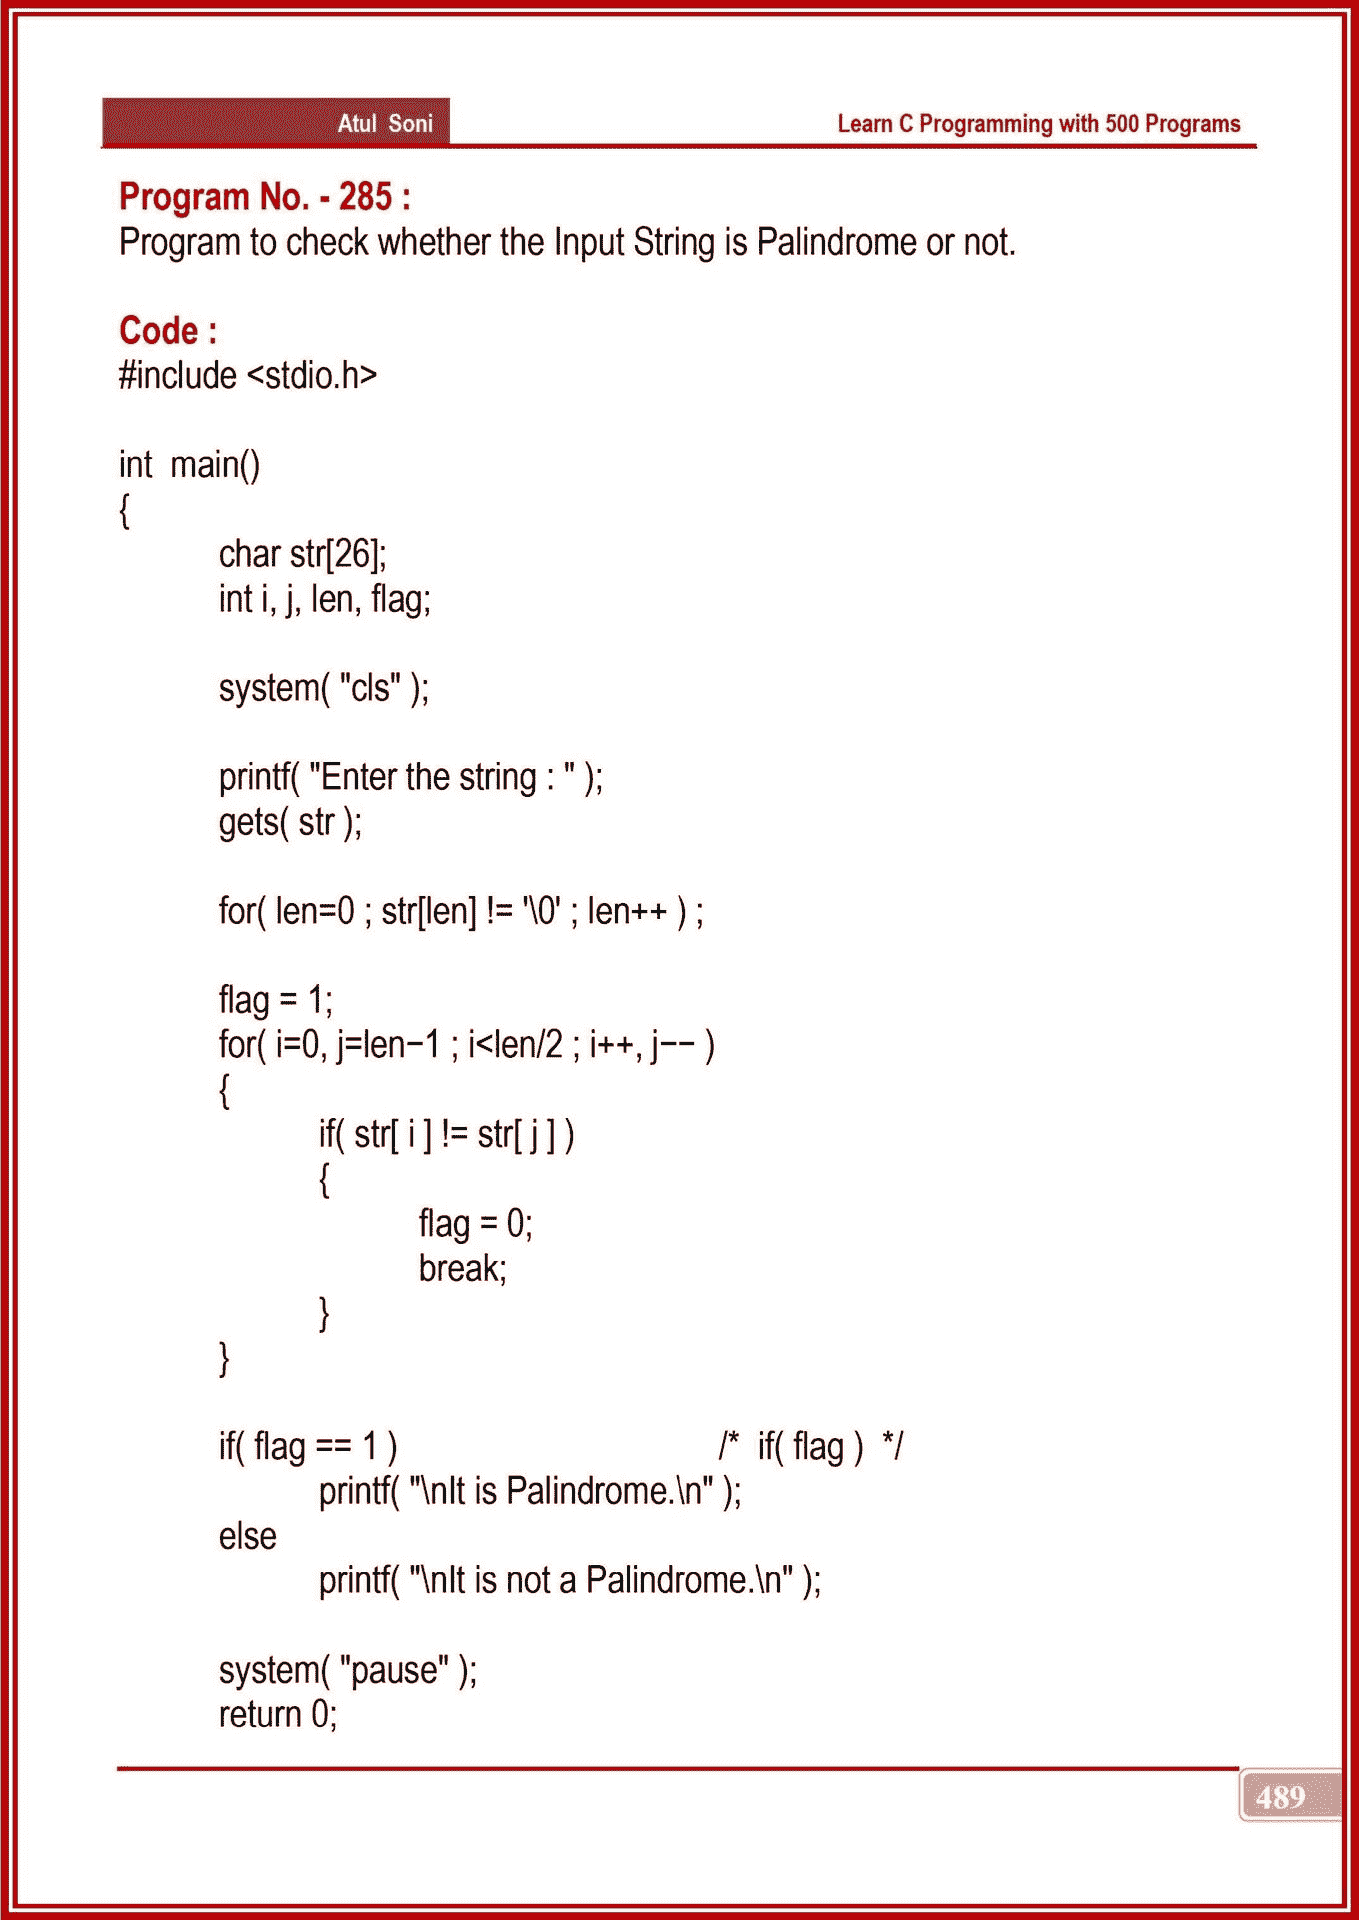 Atul Soni
Learn C Programming with 500 Programs
Program No. - 285 :
Program to check whether the Input String is Palindrome or not.
Code :
#include <stdio.h>
int main()
{
char str[26];
int i, j, len, flag;
system( "cls" );
printf( "Enter the string : " );
gets( str );
for( len=0 ; str[len] != '\0' ; len++ ) ;
flag = 1;
for( i=0, j=len−1 ; i<len/2 ; i++, j−− )
{
if( str[ i ] != str[ j ] )
{
flag = 0;
break;
}
}
if( flag == 1 ) /* if( flag ) */
printf( "\nIt is Palindrome.\n" );
else
printf( "\nIt is not a Palindrome.\n" );
system( "pause" );
return 0;
489